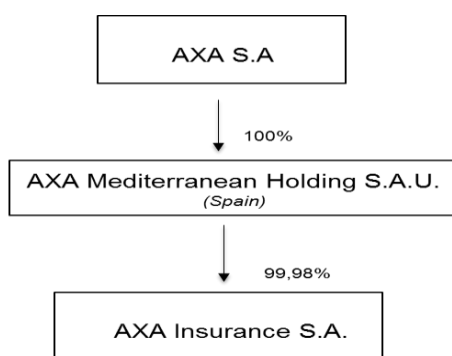 AXA S.A
100%
AXA Mediterranean Holding S.A.U.
(Spain)
99,98%
AXA Insurance S.A.